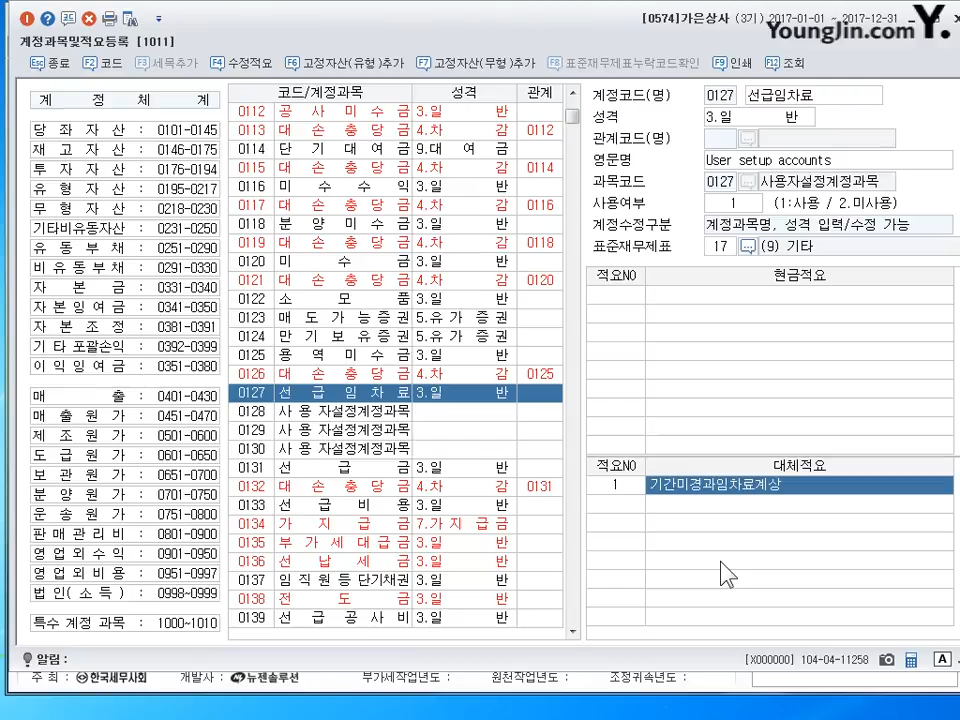 [0574]가은상사 (3기) 2017-01-01 ~ 2017-12-31
YoungJin.com Y.
계정과목및적요등록 [1011]
Esc 종료 F2 코드 F3 세목추가 F4 수정적요 F6 고정자산(유형)추가 F7 고정자산(무형)추가 F8 표준재무제표누락코드확인 F9 인쇄 F12 조회
계 정 체 계
당 좌 자 산 : 0101-0145
재 고 자 산 : 0146-0175
투 자 자 산 : 0176-0194
유 형 자 산 : 0195-0217
무 형 자 산 : 0218-0230
기타비유동자산 : 0231-0250
유 동 부 채 : 0251-0290
비 유 동 부 채 : 0291-0330
자 본 금 : 0331-0340
자 본 잉 여 금 : 0341-0350
자 본 조 정 : 0381-0391
기 타 포괄손익 : 0392-0399
이 익 잉 여 금 : 0351-0380
매 출 : 0401-0430
매 출 원 가 : 0451-0470
제 조 원 가 : 0501-0600
도 급 원 가 : 0601-0650
보 관 원 가 : 0651-0700
분 양 원 가 : 0701-0750
운 송 원 가 : 0751-0800
판 매 관 리 비 : 0801-0900
영 업 외 수 익 : 0901-0950
영 업 외 비 용 : 0951-0997
법 인 ( 소 득 ) : 0998-0999
특수 계정 과목 : 1000~1010
코드/계정과목 성격 관계
0112 공 사 미 수 금 3.일 반
0113 대 손 충 당 금 4.차 감 0112
0114 단 기 대 여 금 9.대 여 금
0115 대 손 충 당 금 4.차 감 0114
0116 미 수 수 익 3.일 반
0117 대 손 충 당 금 4.차 감 0116
0118 분 양 미 수 금 3.일 반
0119 대 손 충 당 금 4.차 감 0118
0120 미 수 금 3.일 반
0121 대 손 충 당 금 4.차 감 0120
0122 소 모 품 3.일 반
0123 매 도 가 능 증 권 5.유 가 증 권
0124 만 기 보 유 증 권 5.유 가 증 권
0125 용 역 미 수 금 3.일 반
0126 대 손 충 당 금 4.차 감 0125
0127 선 급 임 차 료 3.일 반
0128 사 용 자설정계정과목
0129 사 용 자설정계정과목
0130 사 용 자설정계정과목
0131 선 급 금 3.일 반
0132 대 손 충 당 금 4.차 감 0131
0133 선 급 비 용 3.일 반
0134 가 지 급 금 7.가 지 급 금
0135 부 가 세 대 급 금 3.일 반
0136 선 납 세 금 3.일 반
0137 임 직 원 등 단기채권 3.일 반
0138 전 도 금 3.일 반
0139 선 급 공 사 비 3.일 반
계정코드(명) 0127 선급임차료
성격 3.일 반
관계코드(명)
영문명 User setup accounts
과목코드 0127 사용자설정계정과목
사용여부 1 (1:사용 / 2.미사용)
계정수정구분 계정과목명, 성격 입력/수정 가능
표준재무제표 17 (9) 기타
적요NO 현금적요
적요NO 대체적요
1 기간미경과임차료계상
알림 :
[X000000] 104-04-11258 A
주 최 : 한국세무사회 개발사 : 뉴젠솔루션 부가세작업년도 : 원천작업년도 : 조정귀속년도 :